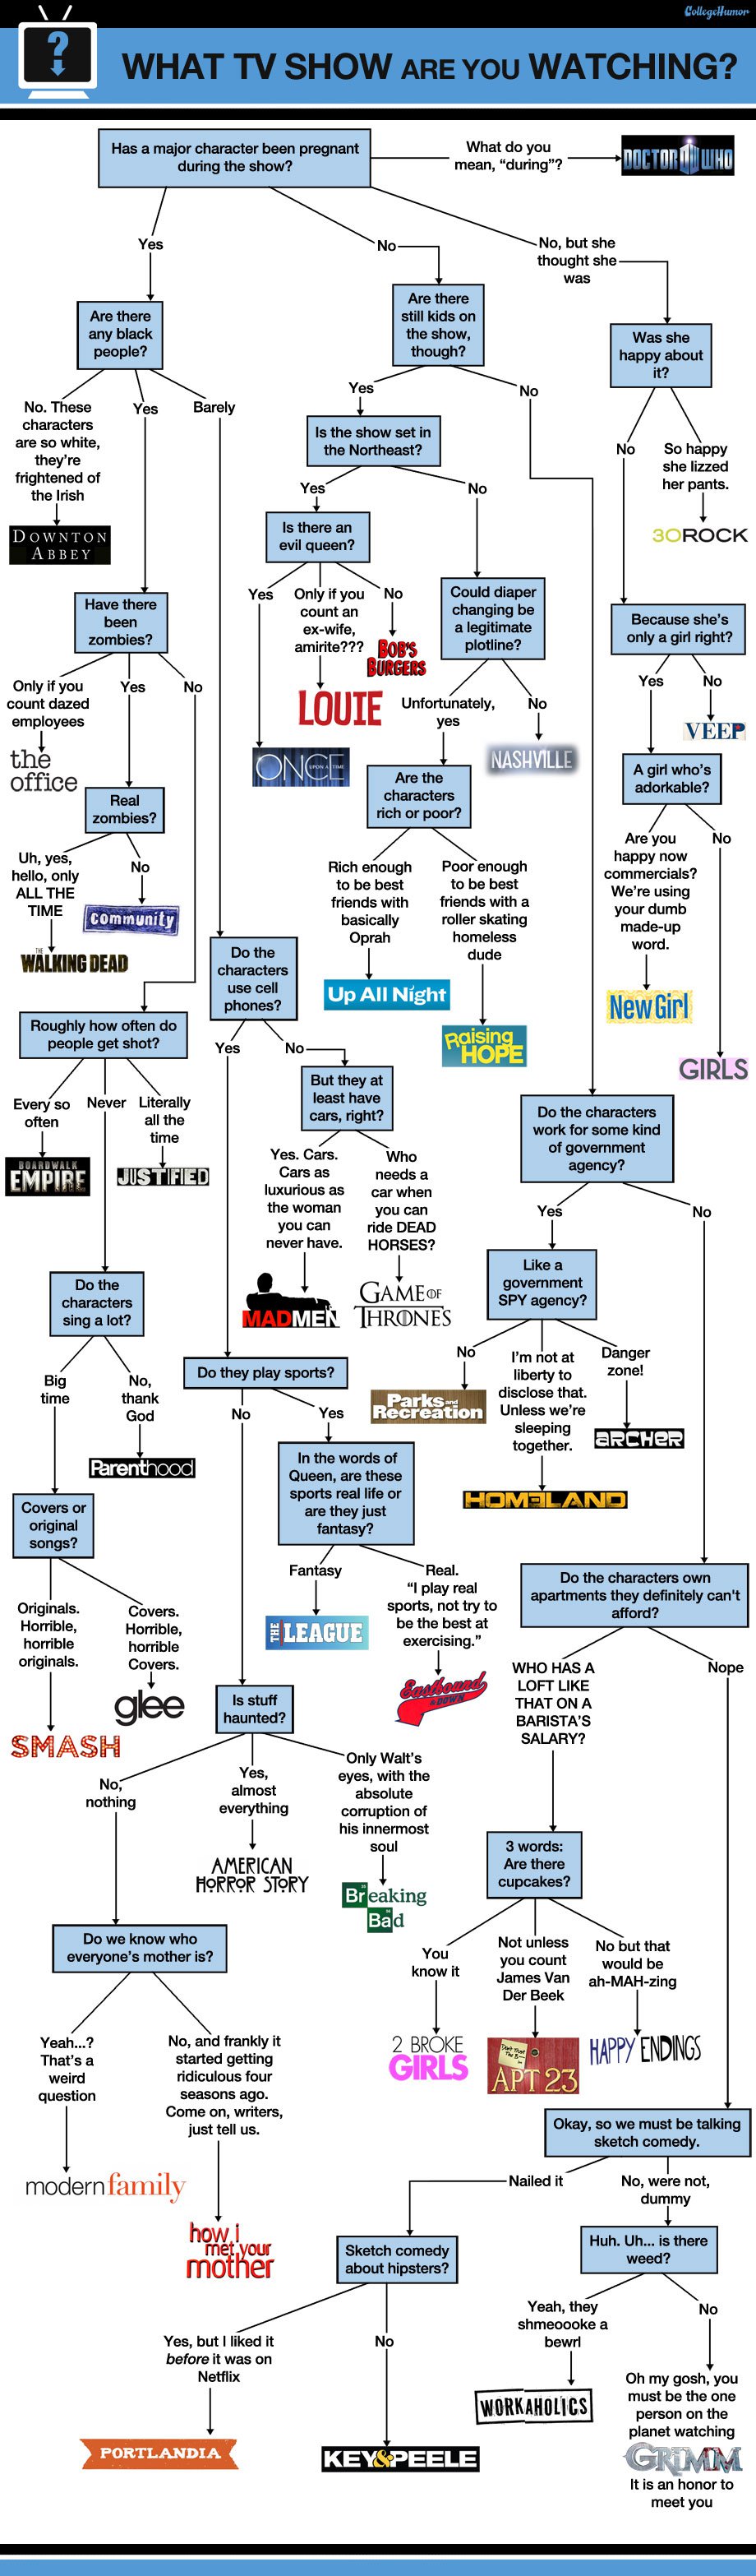 CollegeHumor
?
WHAT TV SHOW ARE YOU WATCHING?
Has a major character been pregnant
during the show?
What do you
mean, “during”?
DOCTOR WHO
Yes
No
No, but she
thought she
was
Are there
any black
people?
Are there
still kids on
the show,
though?
Was she
happy about
it?
No. These
characters
are so white,
they're
frightened of
the Irish
Yes
Barely
DOWNTON
ABBEY
Yes
No
Is the show set in
the Northeast?
No
So happy
she lizzed
her pants.
30ROCK
Yes
No
Is there an
evil queen?
Have there
been
zombies?
Yes
Only if you
count an
ex-wife,
amirite???
No
BOB'S
BURGERS
LOUIE
ONCE
UPON A TIME
Could diaper
changing be
a legitimate
plotline?
Because she's
only a girl right?
Only if you
count dazed
employees
Yes
No
the
office
Unfortunately,
yes
No
NASHVILLE
Yes
No
VEEP
Real
zombies?
Are the
characters
rich or poor?
A girl who's
adorkable?
Uh, yes,
hello, only
ALL THE
TIME
No
community
THE
WALKING DEAD
Rich enough
to be best
friends with
basically
Oprah
Poor enough
to be best
friends with a
roller skating
homeless
dude
Up All Night
Raising
HOPE
Are you
happy now
commercials?
We're using
your dumb
made-up
word.
No
New Girl
GIRLS
Do the
characters
use cell
phones?
Roughly how often do
people get shot?
Yes
No
Every so
often
Never
Literally
all the
time
BOARDWALK
EMPIRE
JUSTIFIED
But they at
least have
cars, right?
Yes. Cars.
Cars as
luxurious as
the woman
you can
never have.
Who
needs a
car when
you can
ride DEAD
HORSES?
MADMEN
GAME OF
THRONES
Do the characters
work for some kind
of government
agency?
Yes
No
Like a
government
SPY agency?
No
I'm not at
liberty to
disclose that.
Unless we're
sleeping
together.
Danger
zone!
Parks and
Recreation
ARCHER
HOMELAND
Do the
characters
sing a lot?
Big
time
No,
thank
God
Parenthood
Do they play sports?
No
Yes
In the words of
Queen, are these
sports real life or
are they just
fantasy?
Covers or
original
songs?
Fantasy
Real.
“I play real
sports, not try to
be the best at
exercising.”
THE LEAGUE
Eastbound
& DOWN
Originals.
Horrible,
horrible
originals.
Covers.
Horrible,
horrible
Covers.
glee
SMASH
Do the characters own
apartments they definitely can't
afford?
WHO HAS A
LOFT LIKE
THAT ON A
BARISTA'S
SALARY?
Nope
Is stuff
haunted?
No,
nothing
Yes,
almost
everything
Only Walt's
eyes, with the
absolute
corruption of
his innermost
soul
AMERICAN
HORROR STORY
Breaking
Bad
3 words:
Are there
cupcakes?
Do we know who
everyone's mother is?
You
know it
Not unless
you count
James Van
Der Beek
No but that
would be
ah-MAH-zing
2 BROKE
GIRLS
APT 23
HAPPY ENDINGS
Yeah...?
That's a
weird
question
No, and frankly it
started getting
ridiculous four
seasons ago.
Come on, writers,
just tell us.
modern family
how i
met your
mother
Okay, so we must be talking
sketch comedy.
Nailed it
No, were not,
dummy
Sketch comedy
about hipsters?
Huh. Uh... is there
weed?
Yes, but I liked it
before it was on
Netflix
No
Yeah, they
shmeoooke a
bewrl
No
PORTLANDIA
KEY&PEELE
WORKAHOLICS
Oh my gosh, you
must be the one
person on the
planet watching
GRIMM
It is an honor to
meet you